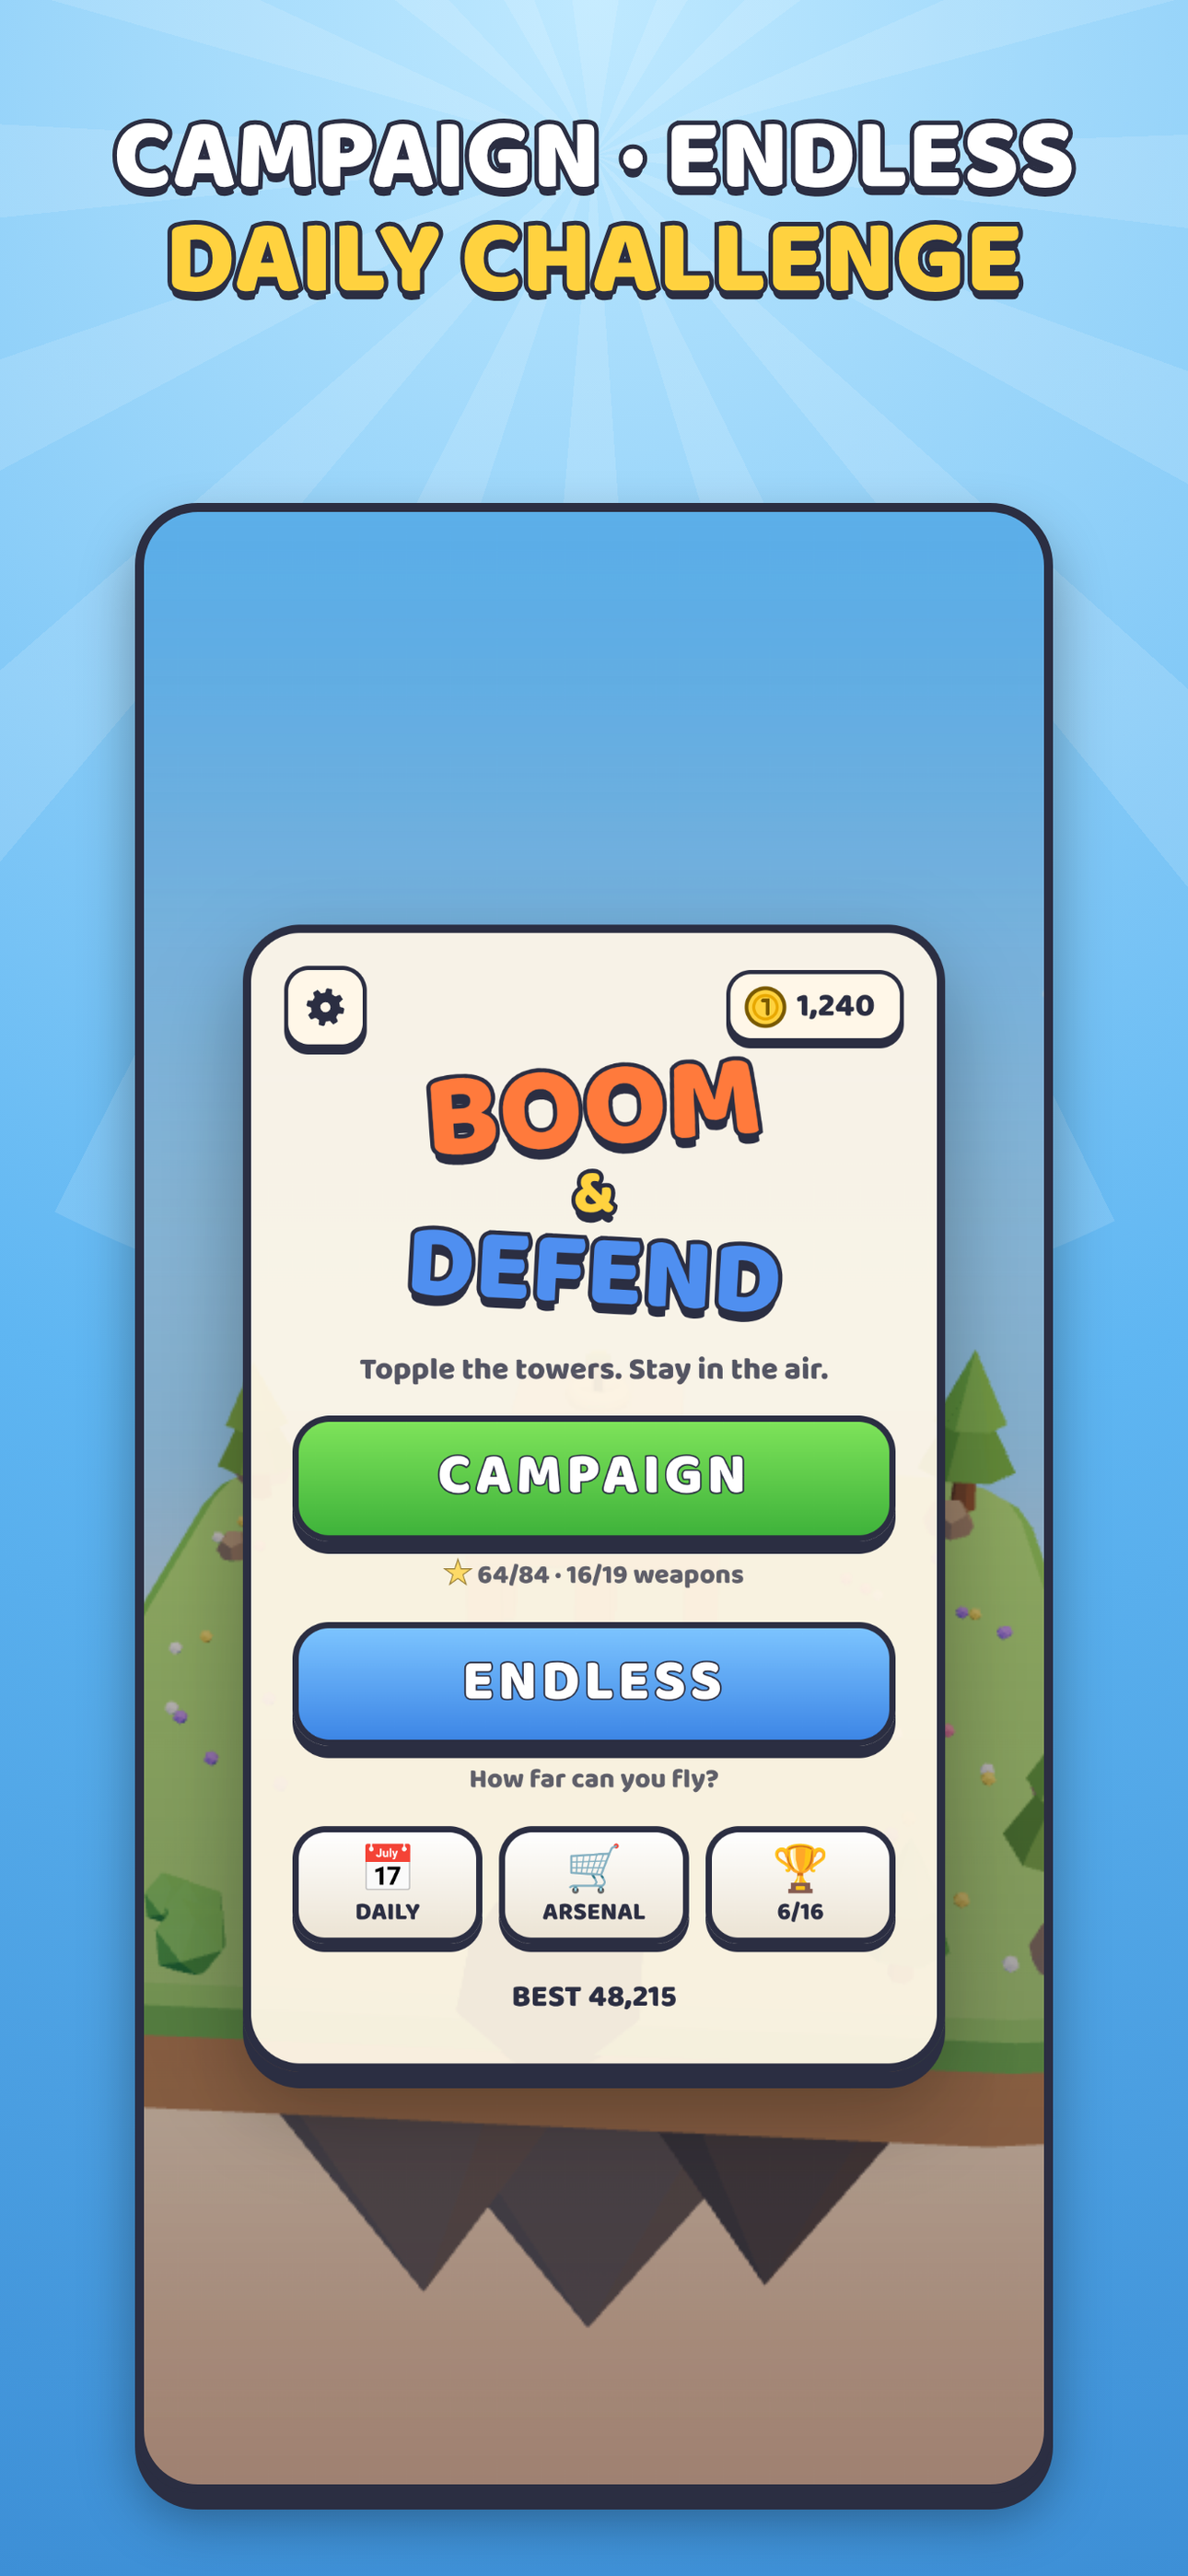 CAMPAIGN · ENDLESS
DAILY CHALLENGE
1 1,240
BOOM
&
DEFEND
Topple the towers. Stay in the air.
CAMPAIGN
64/84 · 16/19 weapons
ENDLESS
How far can you fly?
July
17
DAILY
ARSENAL
6/16
BEST 48,215